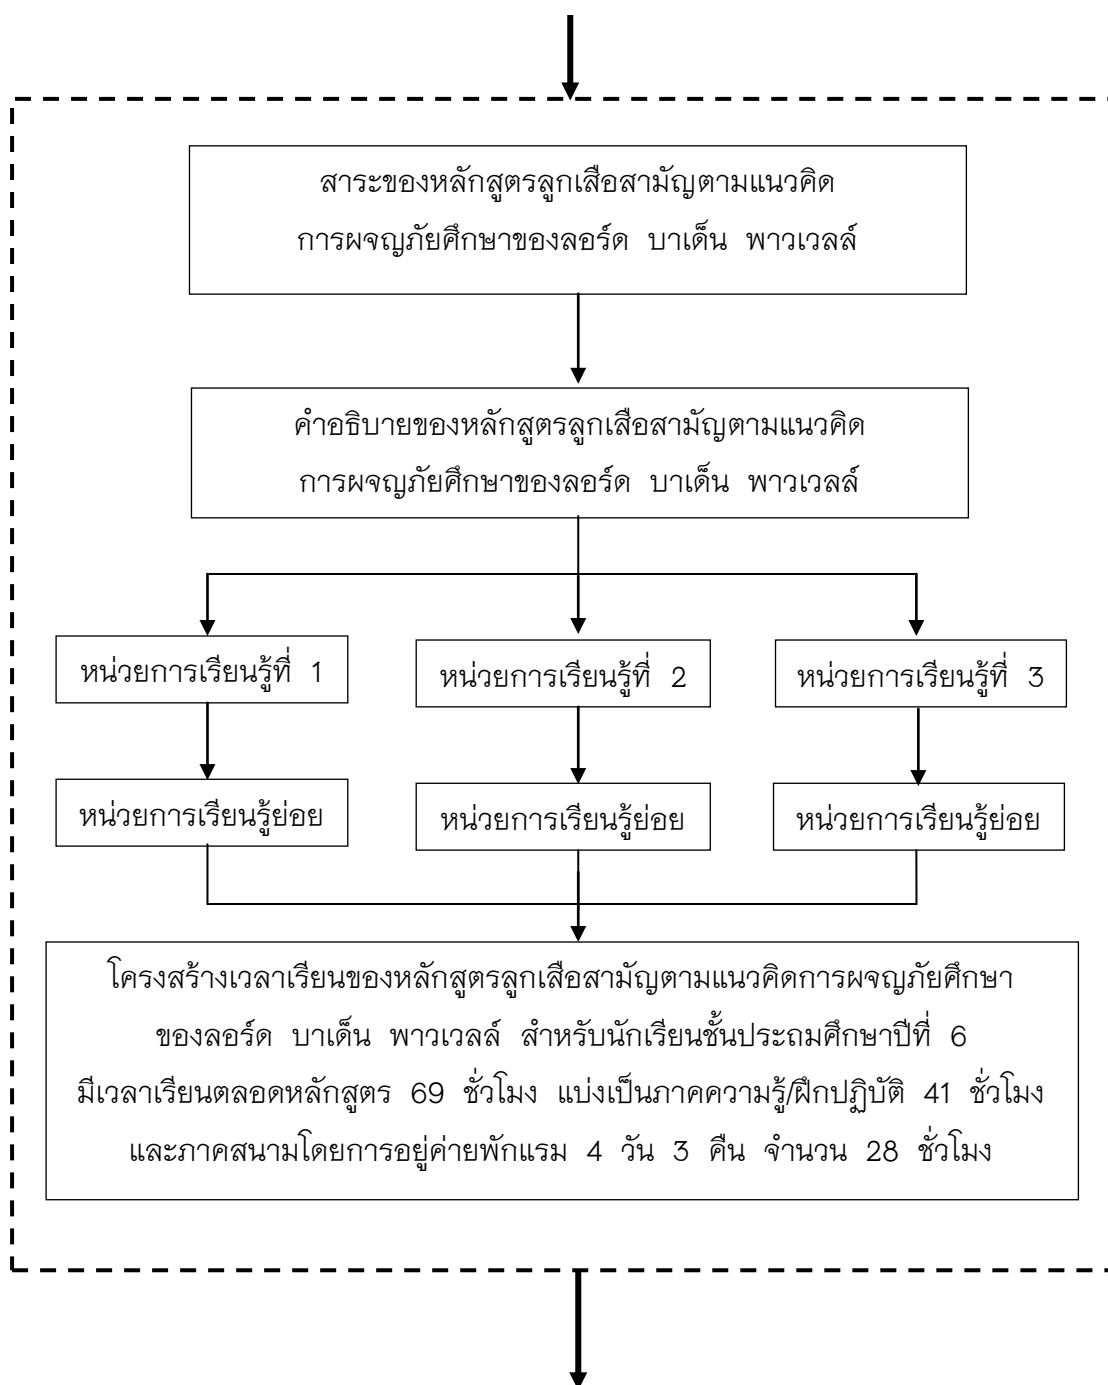 สาระของหลักสูตรลูกเสือสามัญตามแนวคิด
การผจญภัยศึกษาของลอร์ด บาเด็น พาวเวลล์
คำอธิบายของหลักสูตรลูกเสือสามัญตามแนวคิด
การผจญภัยศึกษาของลอร์ด บาเด็น พาวเวลล์
หน่วยการเรียนรู้ที่ 1
หน่วยการเรียนรู้ที่ 2
หน่วยการเรียนรู้ที่ 3
หน่วยการเรียนรู้ย่อย
หน่วยการเรียนรู้ย่อย
หน่วยการเรียนรู้ย่อย
โครงสร้างเวลาเรียนของหลักสูตรลูกเสือสามัญตามแนวคิดการผจญภัยศึกษา
ของลอร์ด บาเด็น พาวเวลล์ สำหรับนักเรียนชั้นประถมศึกษาปีที่ 6
มีเวลาเรียนตลอดหลักสูตร 69 ชั่วโมง แบ่งเป็นภาคความรู้/ฝึกปฏิบัติ 41 ชั่วโมง
และภาคสนามโดยการอยู่ค่ายพักแรม 4 วัน 3 คืน จำนวน 28 ชั่วโมง